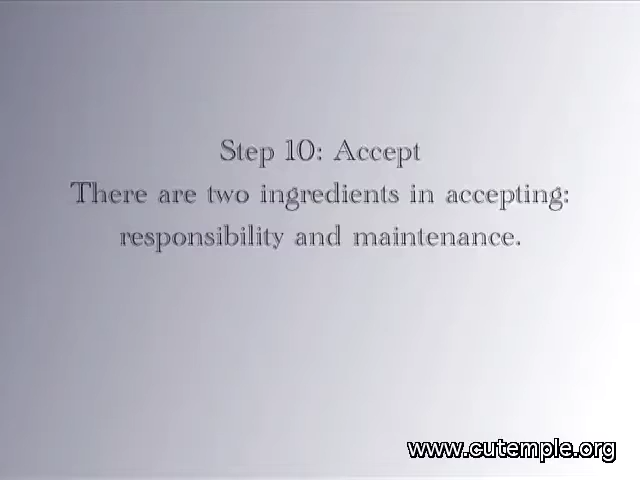 Step 10: Accept
There are two ingredients in accepting:
responsibility and maintenance.
www.cutemple.org